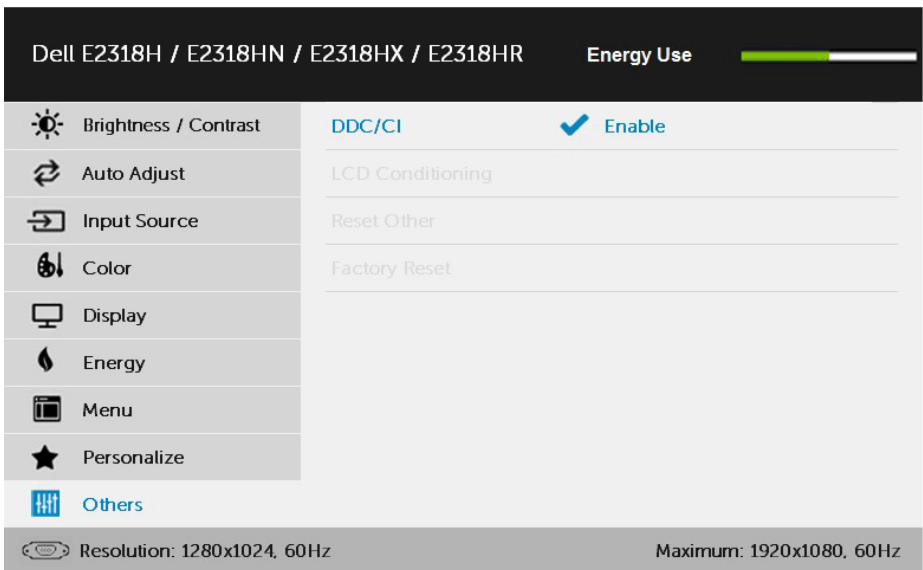 Dell E2318H / E2318HN / E2318HX / E2318HR Energy Use
Brightness / Contrast DDC/CI Enable
Auto Adjust LCD Conditioning
Input Source Reset Other
Color Factory Reset
Display
Energy
Menu
Personalize
Others
Resolution: 1280x1024, 60Hz Maximum: 1920x1080, 60Hz